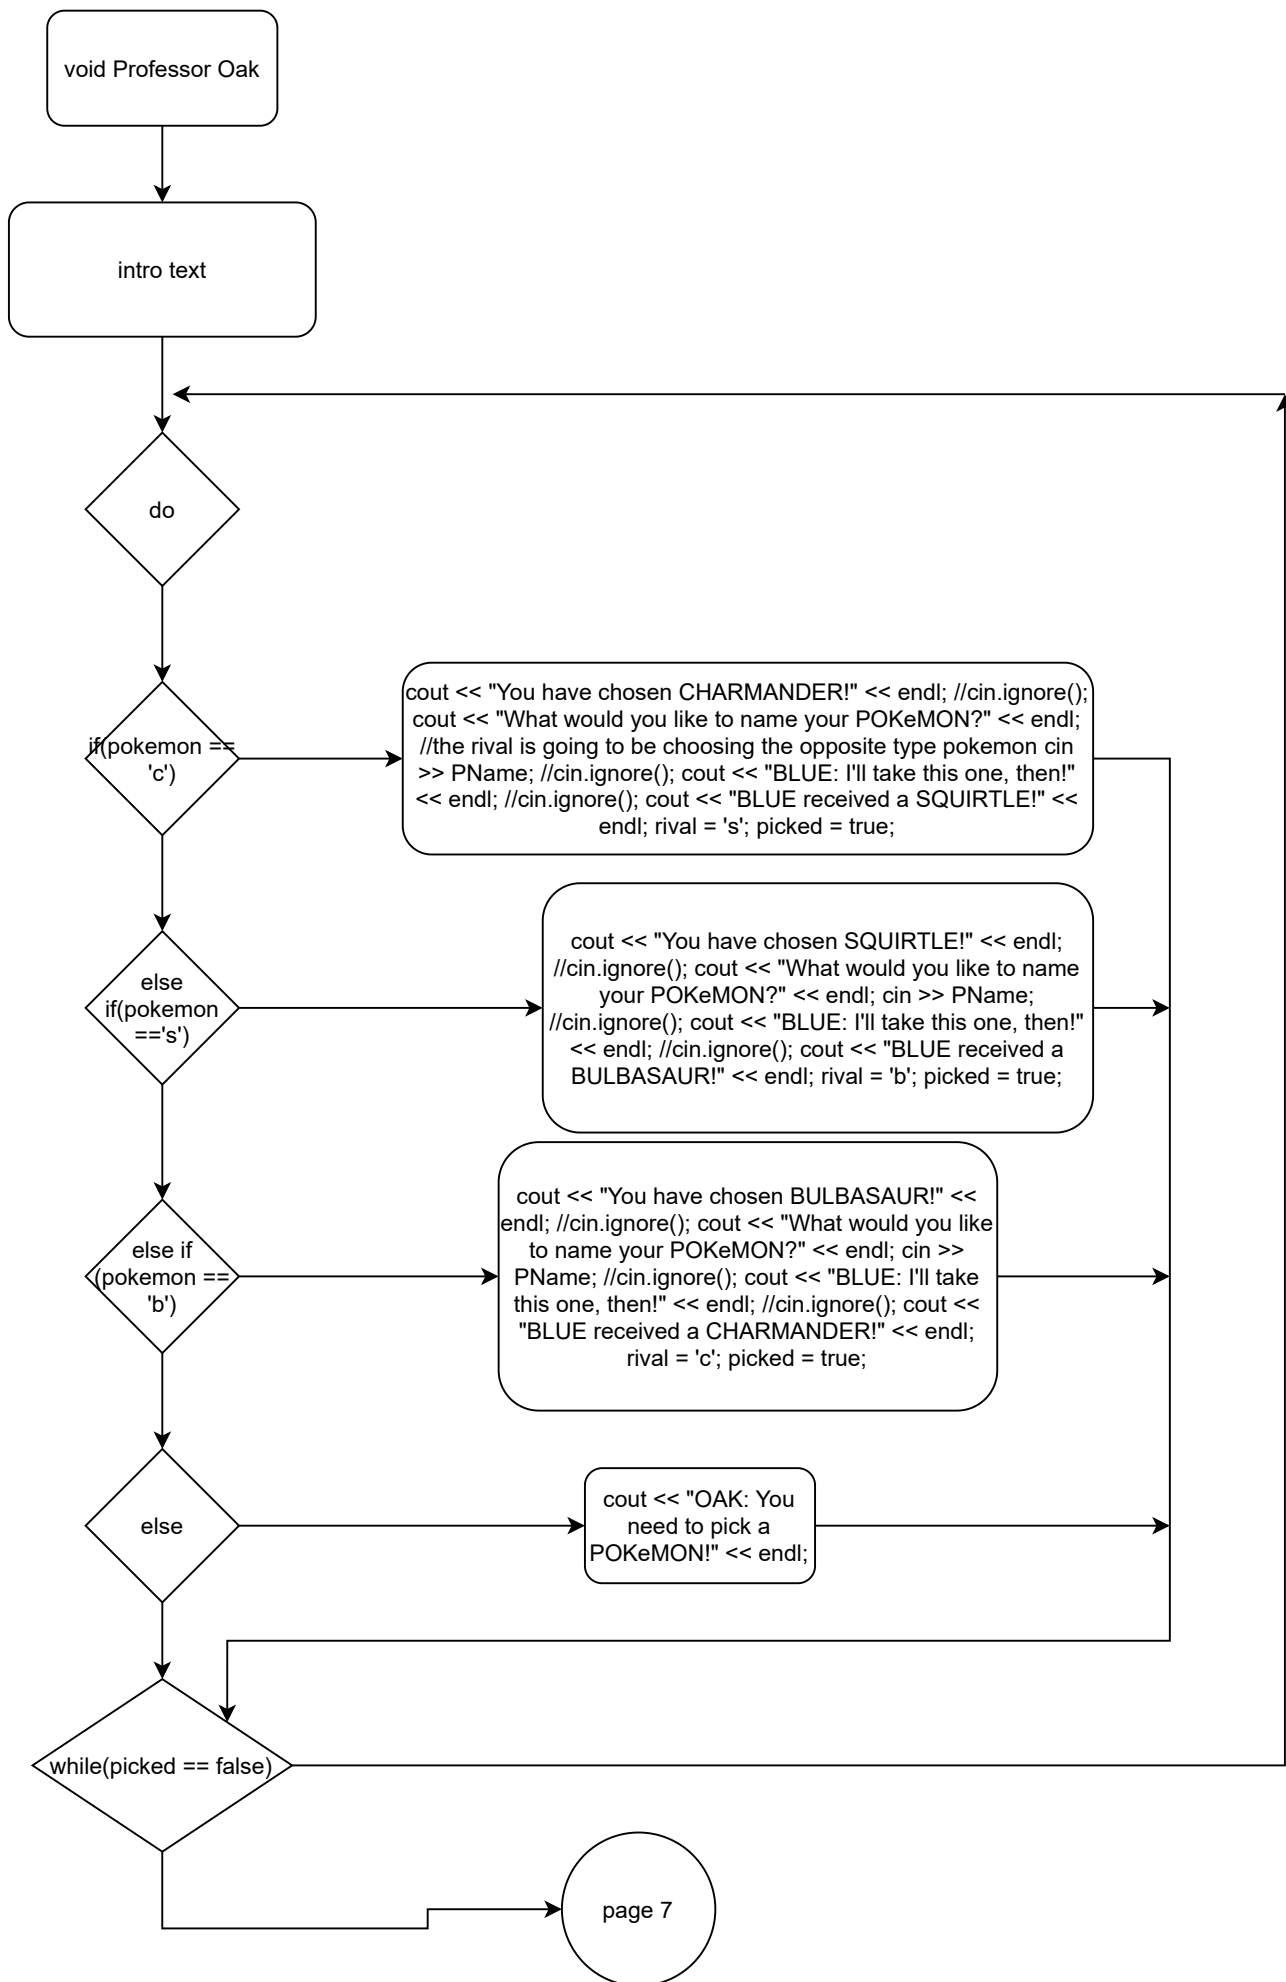 void Professor Oak
intro text
do
if(pokemon ==
'c')
cout << "You have chosen CHARMANDER!" << endl; //cin.ignore();
cout << "What would you like to name your POKeMON?" << endl;
//the rival is going to be choosing the opposite type pokemon cin
>> PName; //cin.ignore(); cout << "BLUE: I'll take this one, then!"
<< endl; //cin.ignore(); cout << "BLUE received a SQUIRTLE!" <<
endl; rival = 's'; picked = true;
else
if(pokemon
=='s')
cout << "You have chosen SQUIRTLE!" << endl;
//cin.ignore(); cout << "What would you like to name
your POKeMON?" << endl; cin >> PName;
//cin.ignore(); cout << "BLUE: I'll take this one, then!"
<< endl; //cin.ignore(); cout << "BLUE received a
BULBASAUR!" << endl; rival = 'b'; picked = true;
else if
(pokemon ==
'b')
cout << "You have chosen BULBASAUR!" <<
endl; //cin.ignore(); cout << "What would you like
to name your POKeMON?" << endl; cin >>
PName; //cin.ignore(); cout << "BLUE: I'll take
this one, then!" << endl; //cin.ignore(); cout <<
"BLUE received a CHARMANDER!" << endl;
rival = 'c'; picked = true;
else
cout << "OAK: You
need to pick a
POKeMON!" << endl;
while(picked == false)
page 7